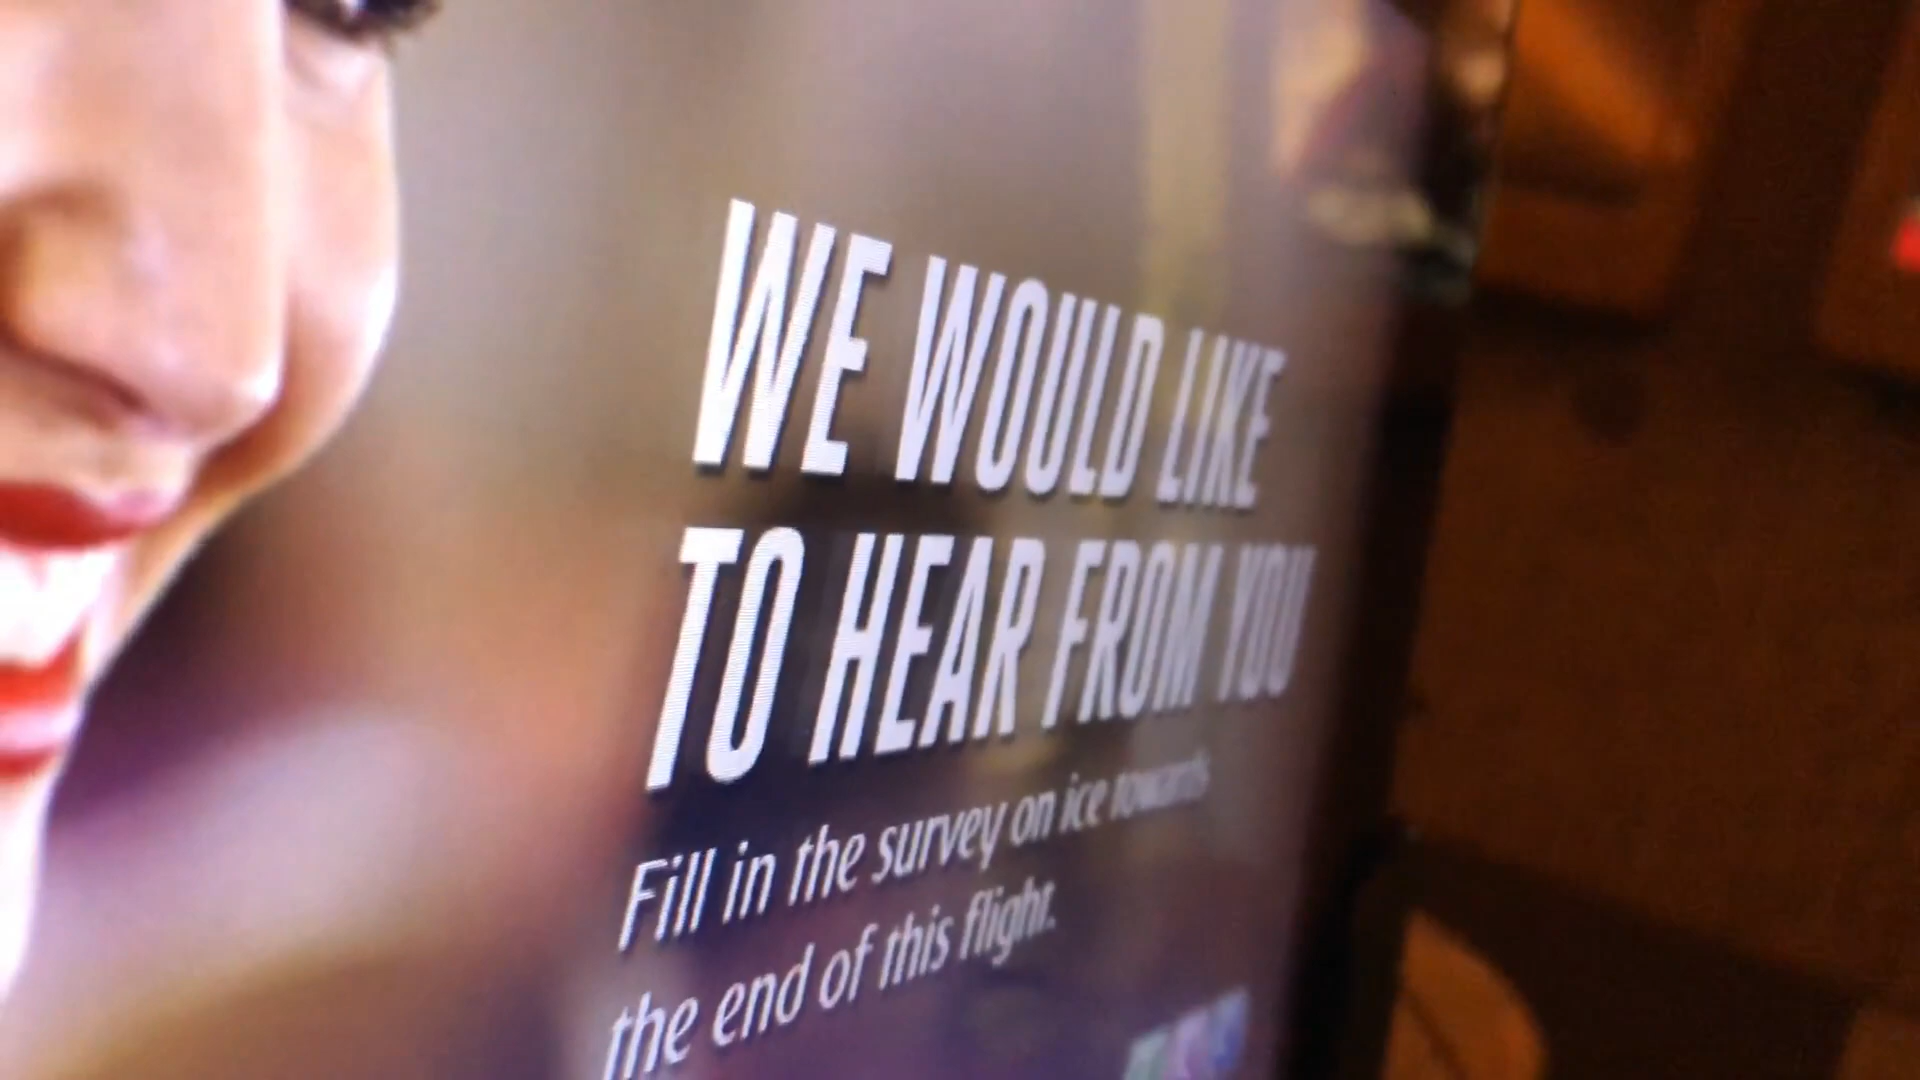 WE WOULD LIKE
TO HEAR FROM YOU
Fill in the survey on ice towards
the end of this flight.